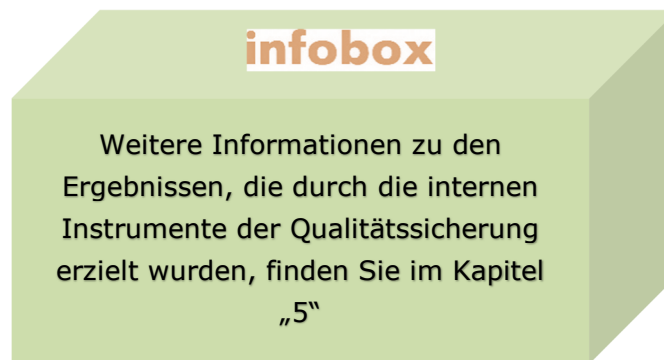 infobox
Weitere Informationen zu den
Ergebnissen, die durch die internen
Instrumente der Qualitätssicherung
erzielt wurden, finden Sie im Kapitel
„5“